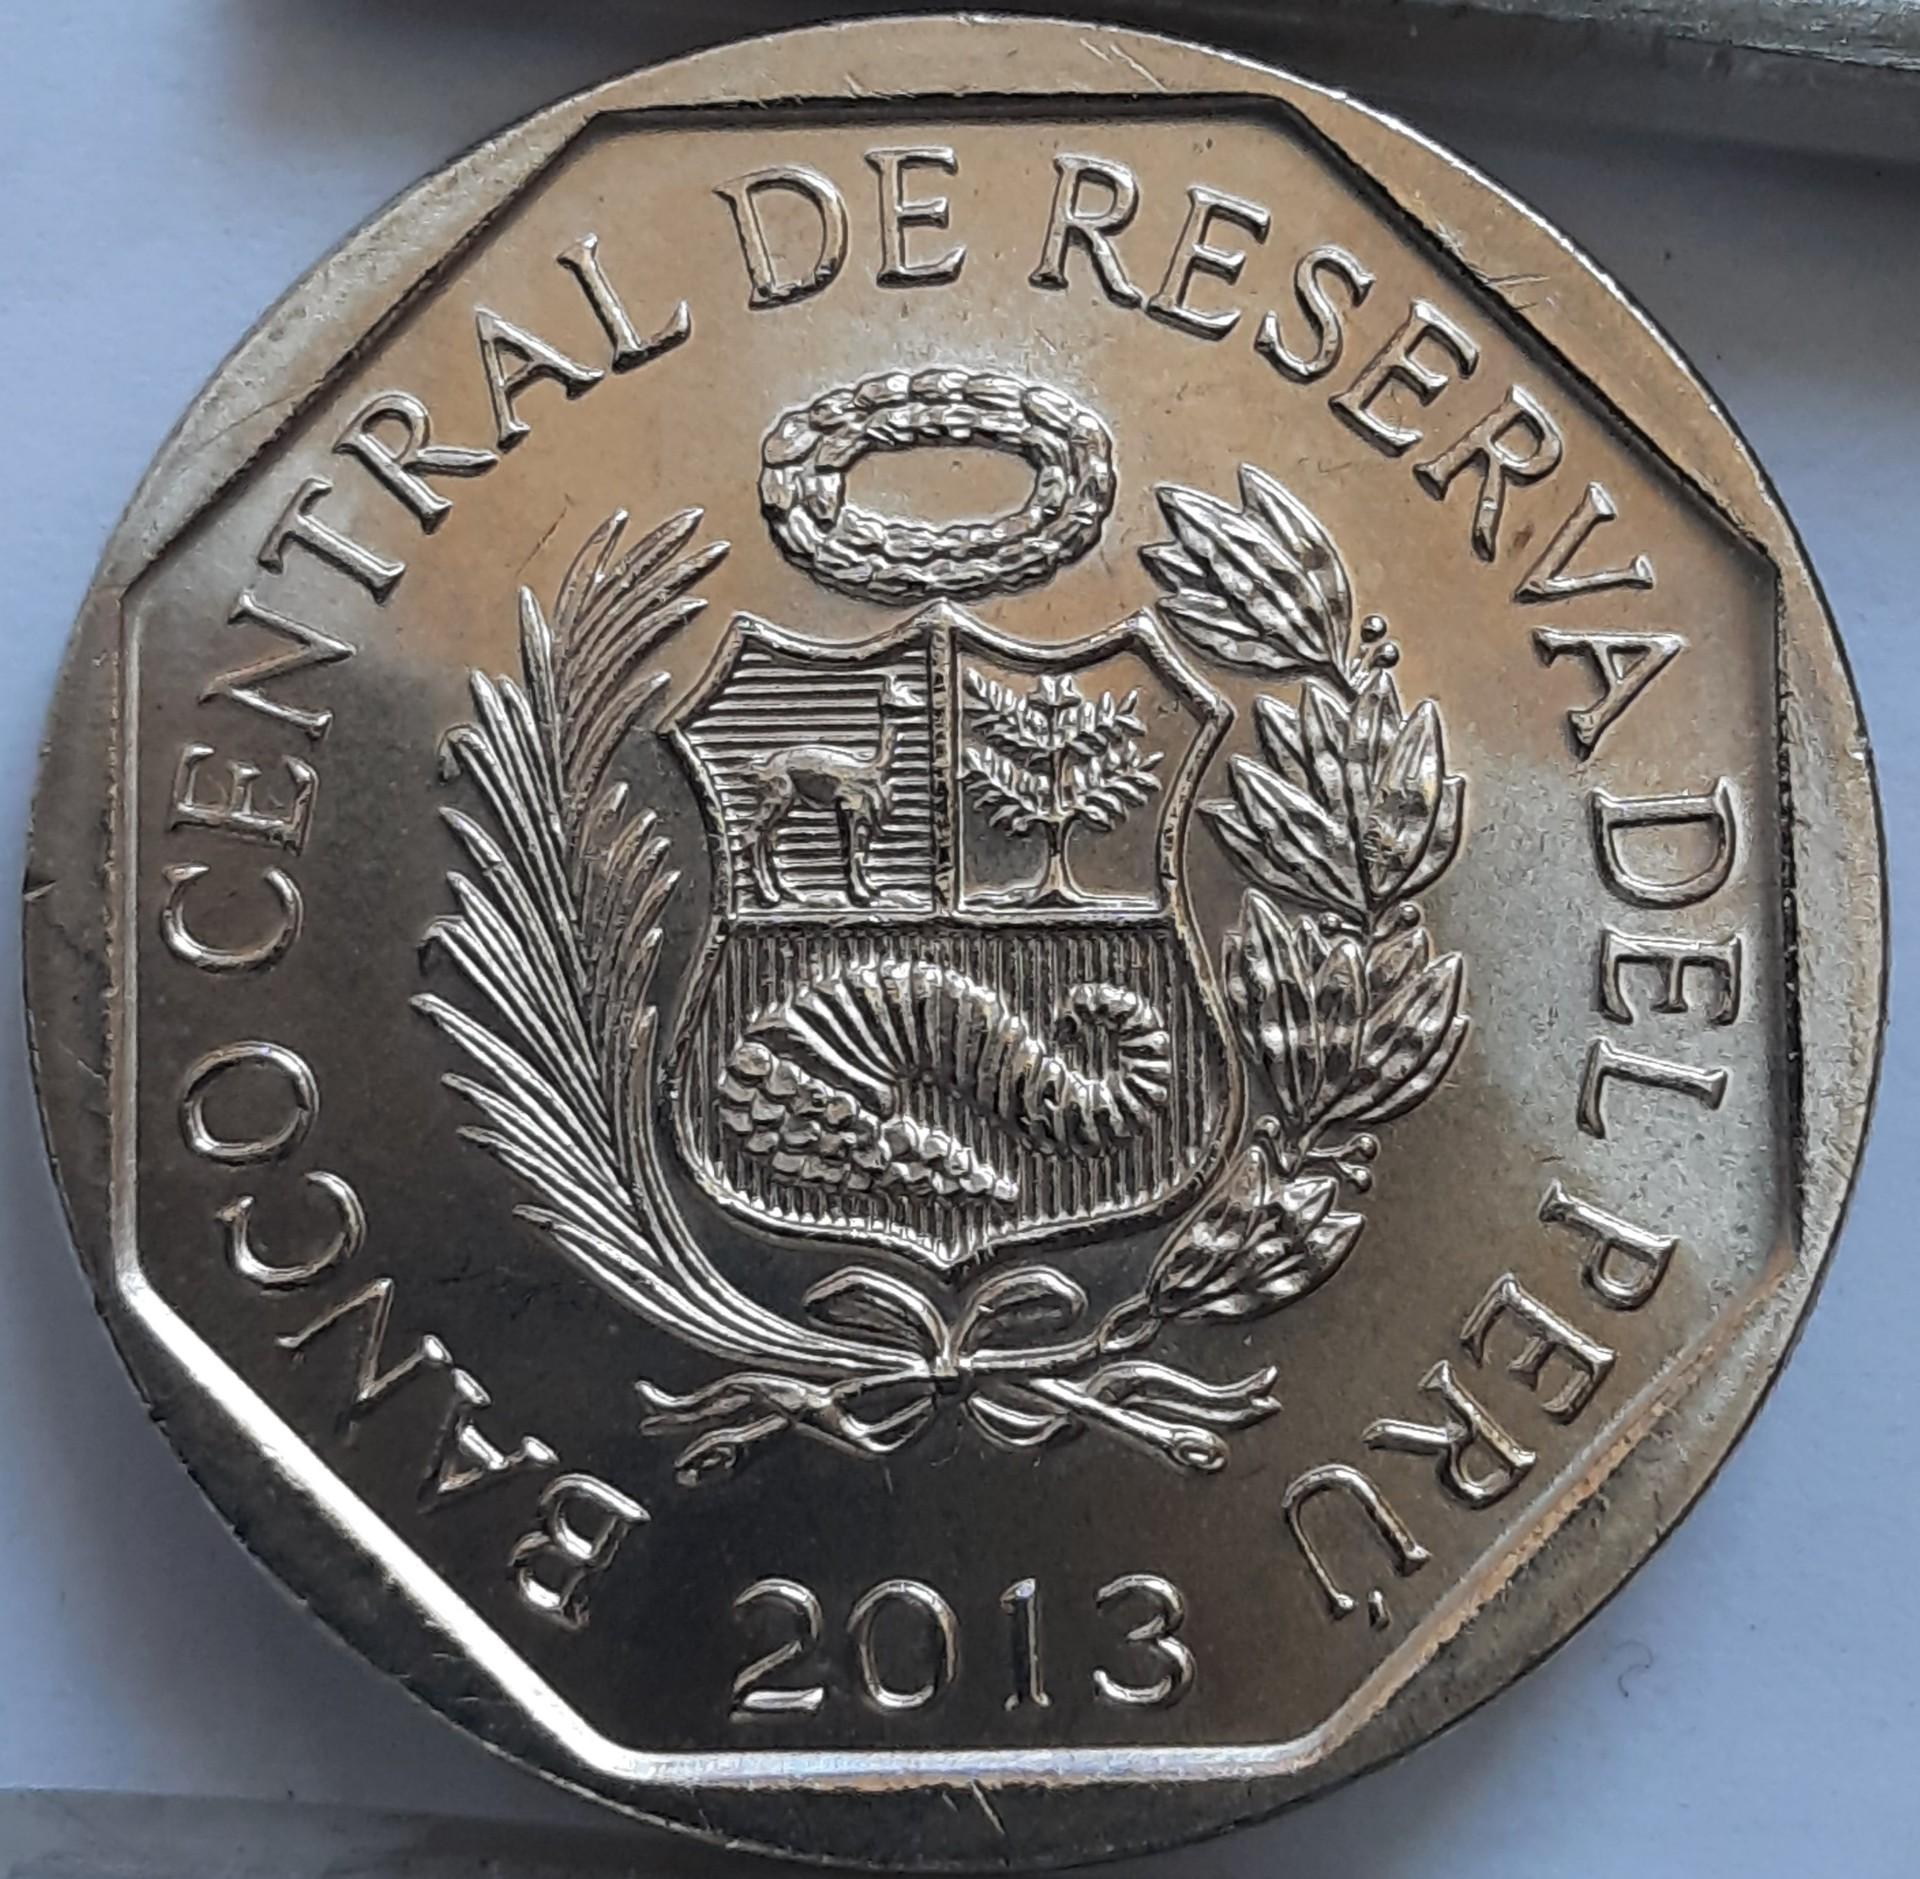 BANCO CENTRAL DE RESERVA DEL PERÚ
2013